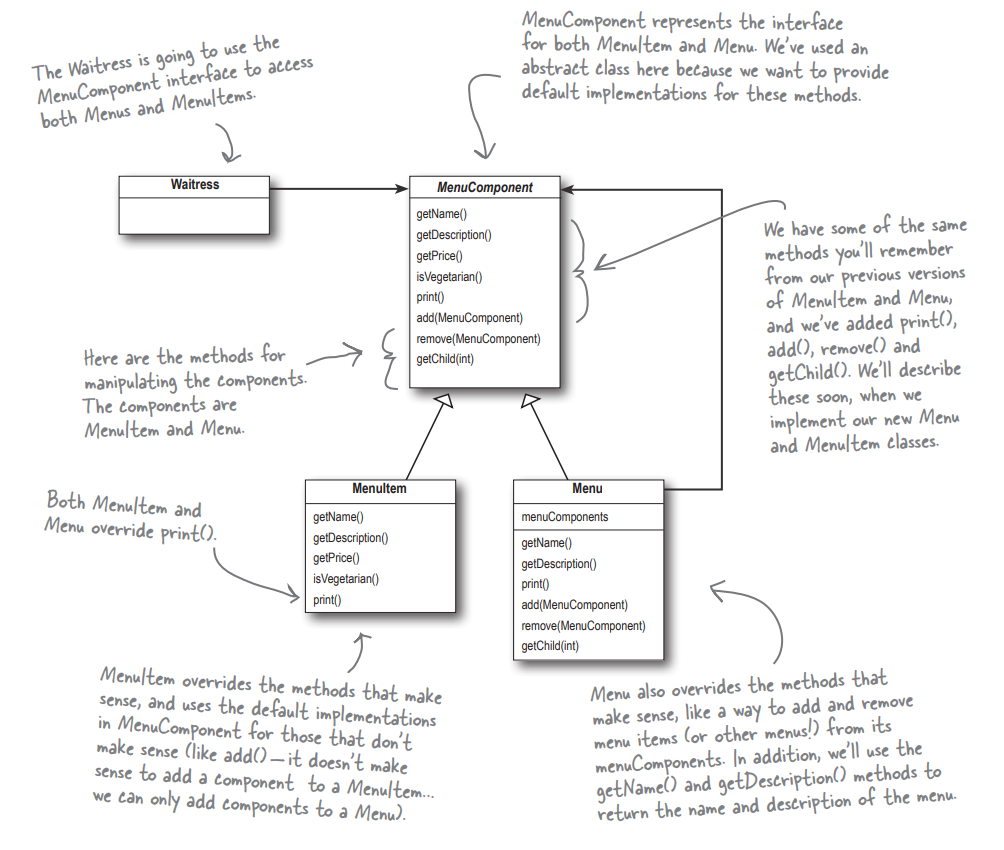 The Waitress is going to use the
MenuComponent interface to access
both Menus and MenuItems.
MenuComponent represents the interface
for both MenuItem and Menu. We've used an
abstract class here because we want to provide
default implementations for these methods.
Waitress
MenuComponent
getName()
getDescription()
getPrice()
isVegetarian()
print()
add(MenuComponent)
remove(MenuComponent)
getChild(int)
We have some of the same
methods you'll remember
from our previous versions
of MenuItem and Menu,
and we've added print(),
add(), remove() and
getChild(). We'll describe
these soon, when we
implement our new Menu
and MenuItem classes.
Here are the methods for
manipulating the components.
The components are
MenuItem and Menu.
Both MenuItem and
Menu override print().
MenuItem
getName()
getDescription()
getPrice()
isVegetarian()
print()
Menu
menuComponents
getName()
getDescription()
print()
add(MenuComponent)
remove(MenuComponent)
getChild(int)
MenuItem overrides the methods that make
sense, and uses the default implementations
in MenuComponent for those that don't
make sense (like add() – it doesn't make
sense to add a component to a MenuItem...
we can only add components to a Menu).
Menu also overrides the methods that
make sense, like a way to add and remove
menu items (or other menus!) from its
menuComponents. In addition, we'll use the
getName() and getDescription() methods to
return the name and description of the menu.